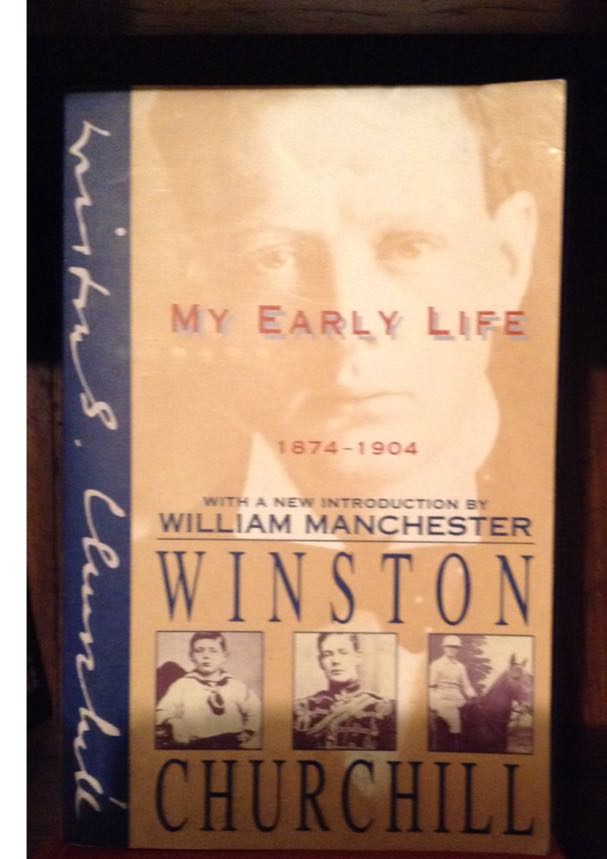 Winston S. Churchill
MY EARLY LIFE
1874-1904
WITH A NEW INTRODUCTION BY
WILLIAM MANCHESTER
WINSTON
CHURCHILL